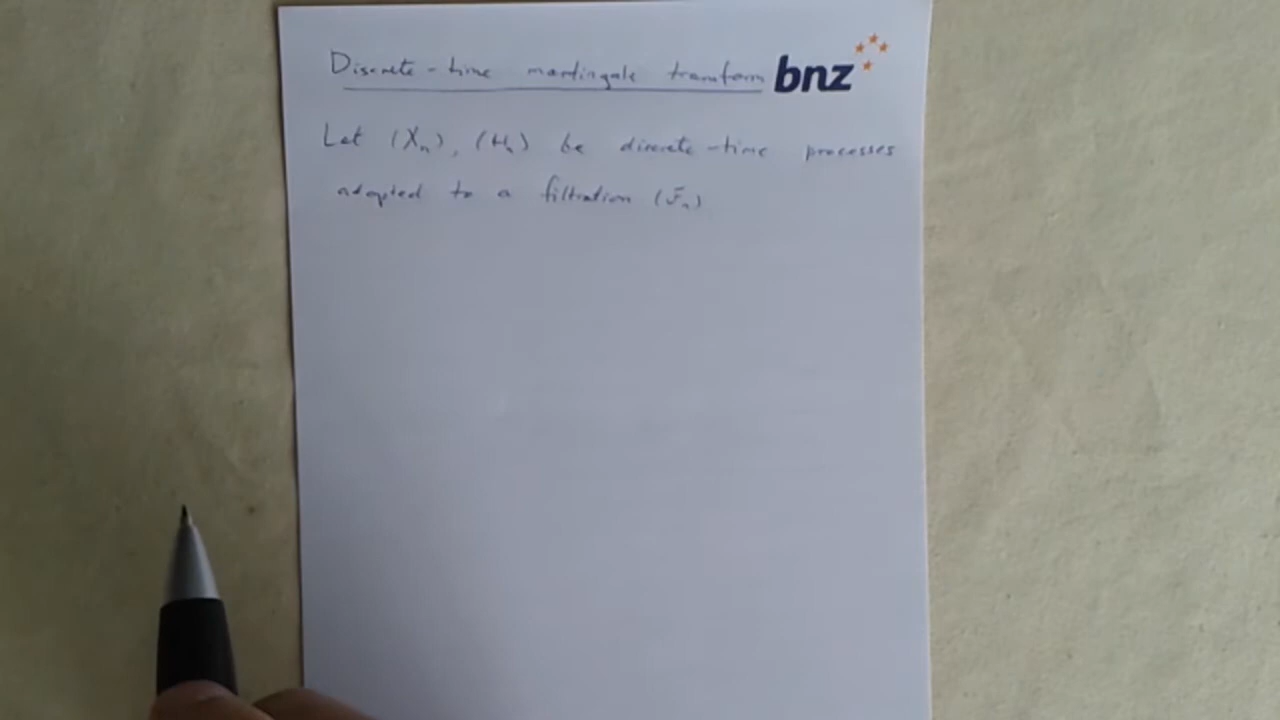 Discrete-time martingale transform
bnz
Let (Xₙ), (Hₙ) be discrete-time processes
adapted to a filtration (Fₙ)